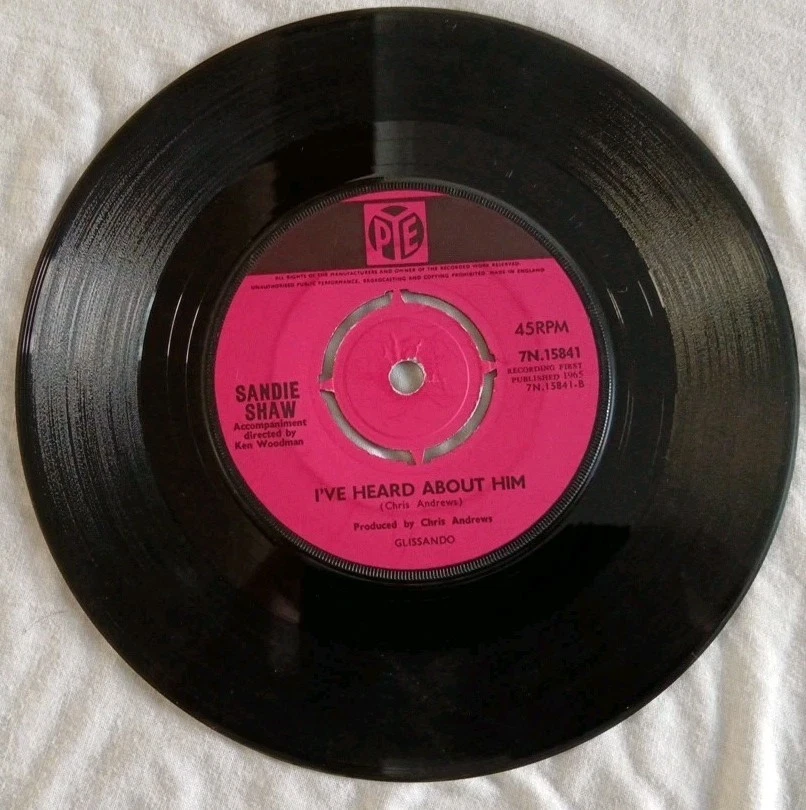 PYE
ALL RIGHTS OF THE MANUFACTURERS AND OWNER OF THE RECORDED WORK RESERVED.
UNAUTHORISED PUBLIC PERFORMANCE, BROADCASTING AND COPYING PROHIBITED. MADE IN ENGLAND
45RPM
7N.15841
RECORDING FIRST
PUBLISHED 1965
7N.15841-B
SANDIE
SHAW
Accompaniment
directed by
Ken Woodman
I'VE HEARD ABOUT HIM
(Chris Andrews)
Produced by Chris Andrews
GLISSANDO